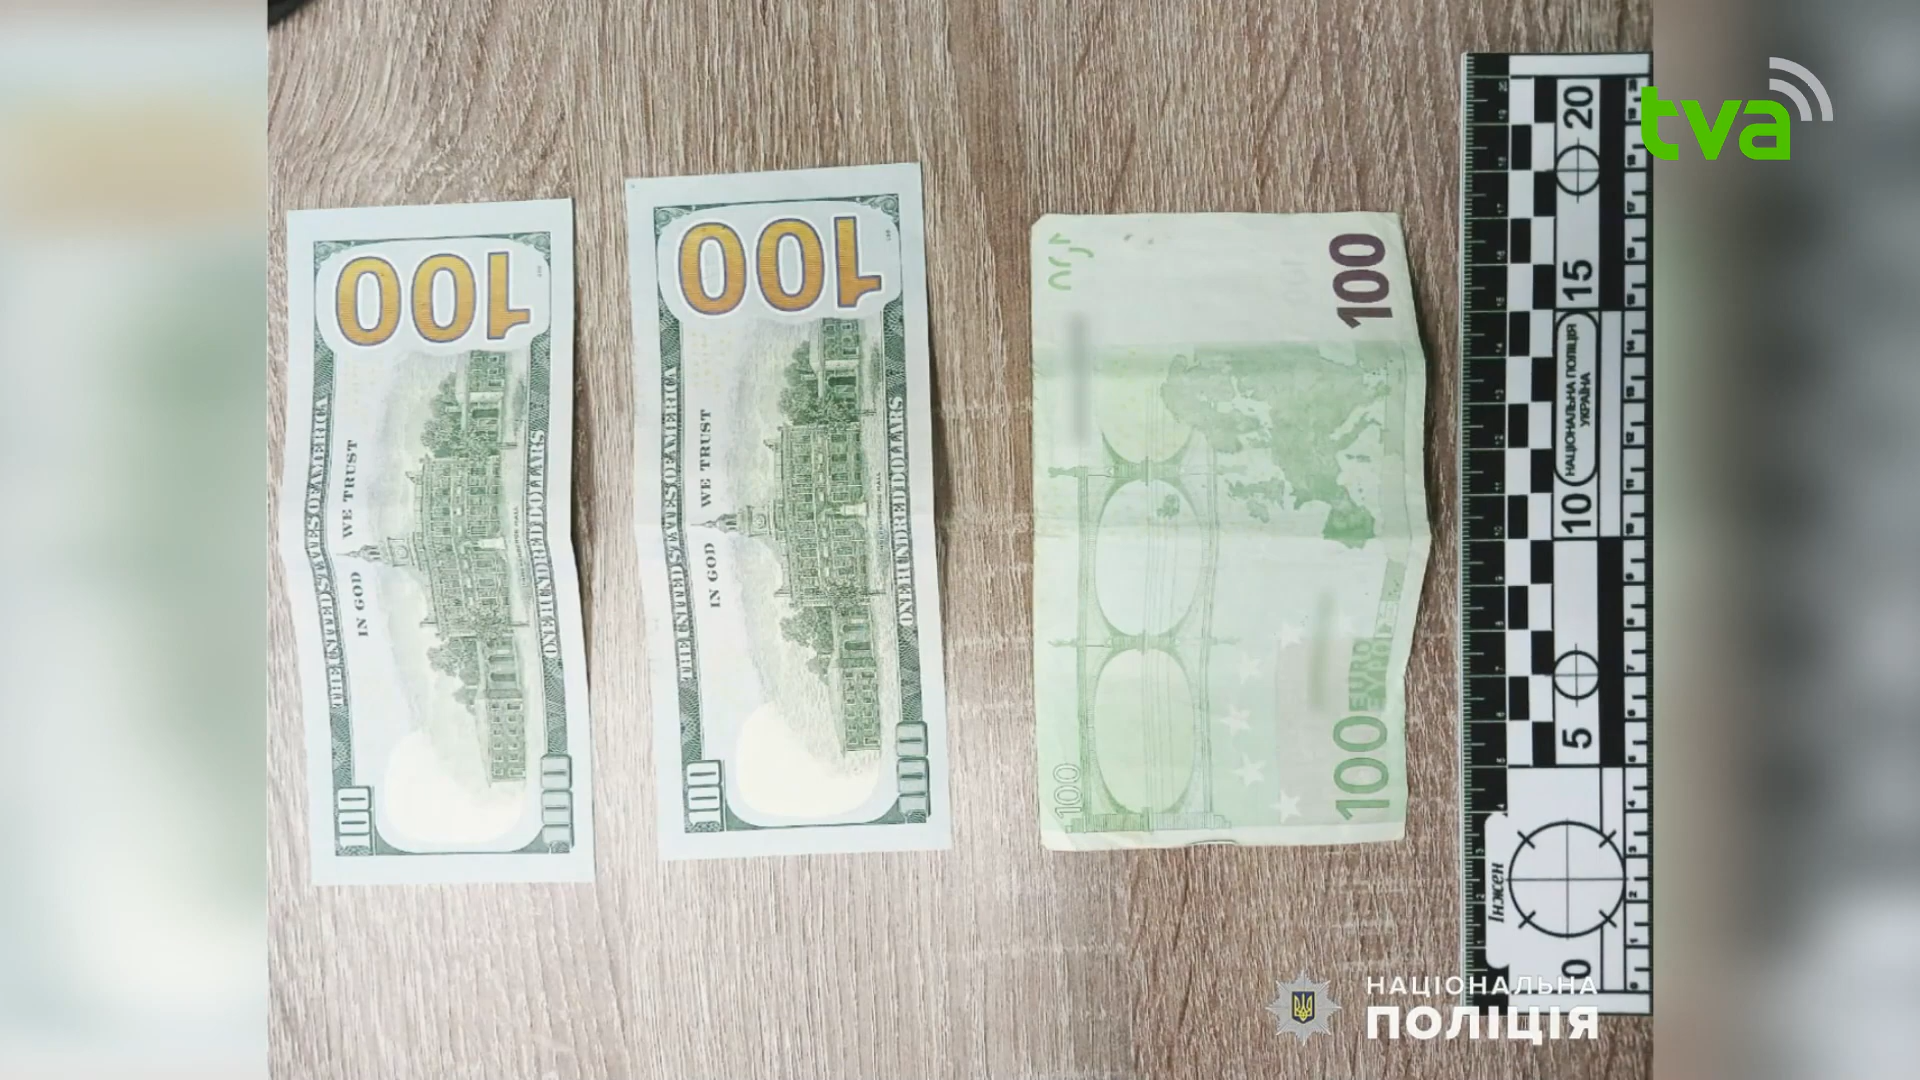 THE UNITED STATES OF AMERICA
100
IN GOD WE TRUST
ONE HUNDRED DOLLARS
100
100
THE UNITED STATES OF AMERICA
100
IN GOD WE TRUST
ONE HUNDRED DOLLARS
100
100
100
100
100 EURO
ΕΥΡΩ
0 5 10 15 20
НАЦІОНАЛЬНА ПОЛІЦІЯ
УКРАЇНА
Інжен
tva
НАЦІОНАЛЬНА
ПОЛІЦІЯ